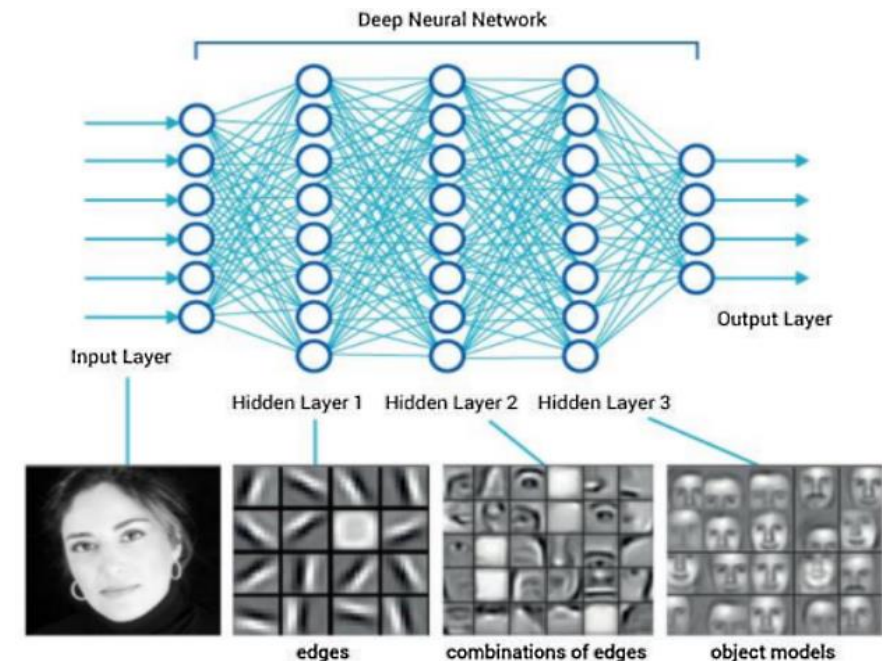 Deep Neural Network
Input Layer
Output Layer
Hidden Layer 1
Hidden Layer 2
Hidden Layer 3
edges
combinations of edges
object models